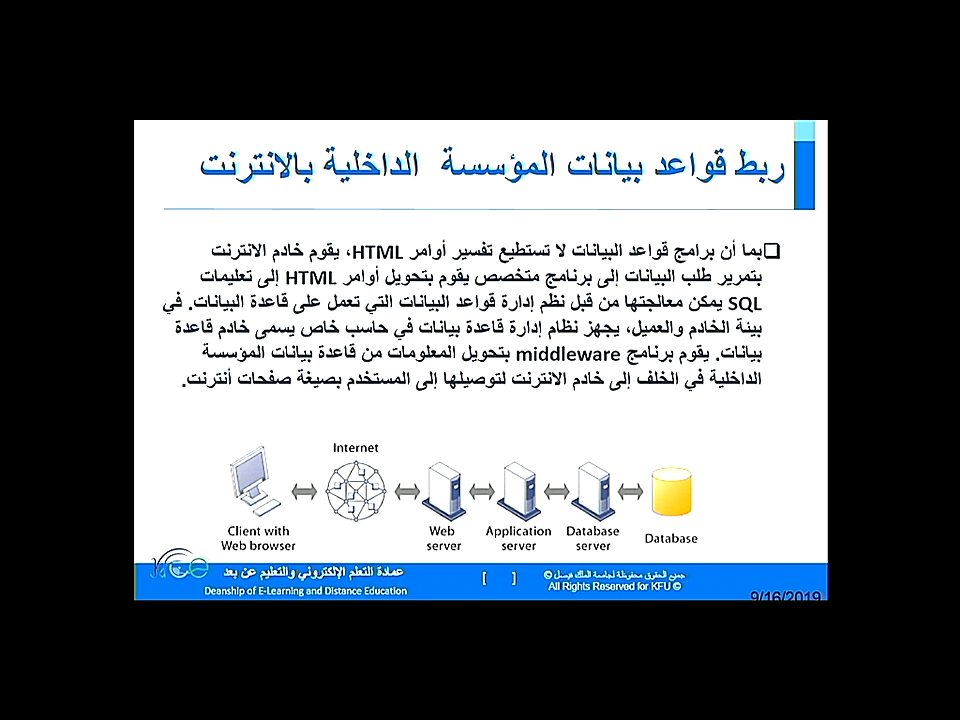 ربط قواعد بيانات المؤسسة الداخلية بالانترنت
بما أن برامج قواعد البيانات لا تستطيع تفسير أوامر HTML، يقوم خادم الانترنت
بتمرير طلب البيانات إلى برنامج متخصص يقوم بتحويل أوامر HTML إلى تعليمات
SQL يمكن معالجتها من قبل نظم إدارة قواعد البيانات التي تعمل على قاعدة البيانات. في
بيئة الخادم والعميل، يجهز نظام إدارة قاعدة بيانات في حاسب خاص يسمى خادم قاعدة
بيانات. يقوم برنامج middleware بتحويل المعلومات من قاعدة بيانات المؤسسة
الداخلية في الخلف إلى خادم الانترنت لتوصيلها إلى المستخدم بصيغة صفحات أنترنت.
Internet
Client with
Web browser
Web
server
Application
server
Database
server
Database
عمادة التعلم الإلكتروني والتعليم عن بعد
Deanship of E-Learning and Distance Education
[ ]
جميع الحقوق محفوظة لجامعة الملك فيصل ©
All Rights Reserved for KFU ©
9/16/2019